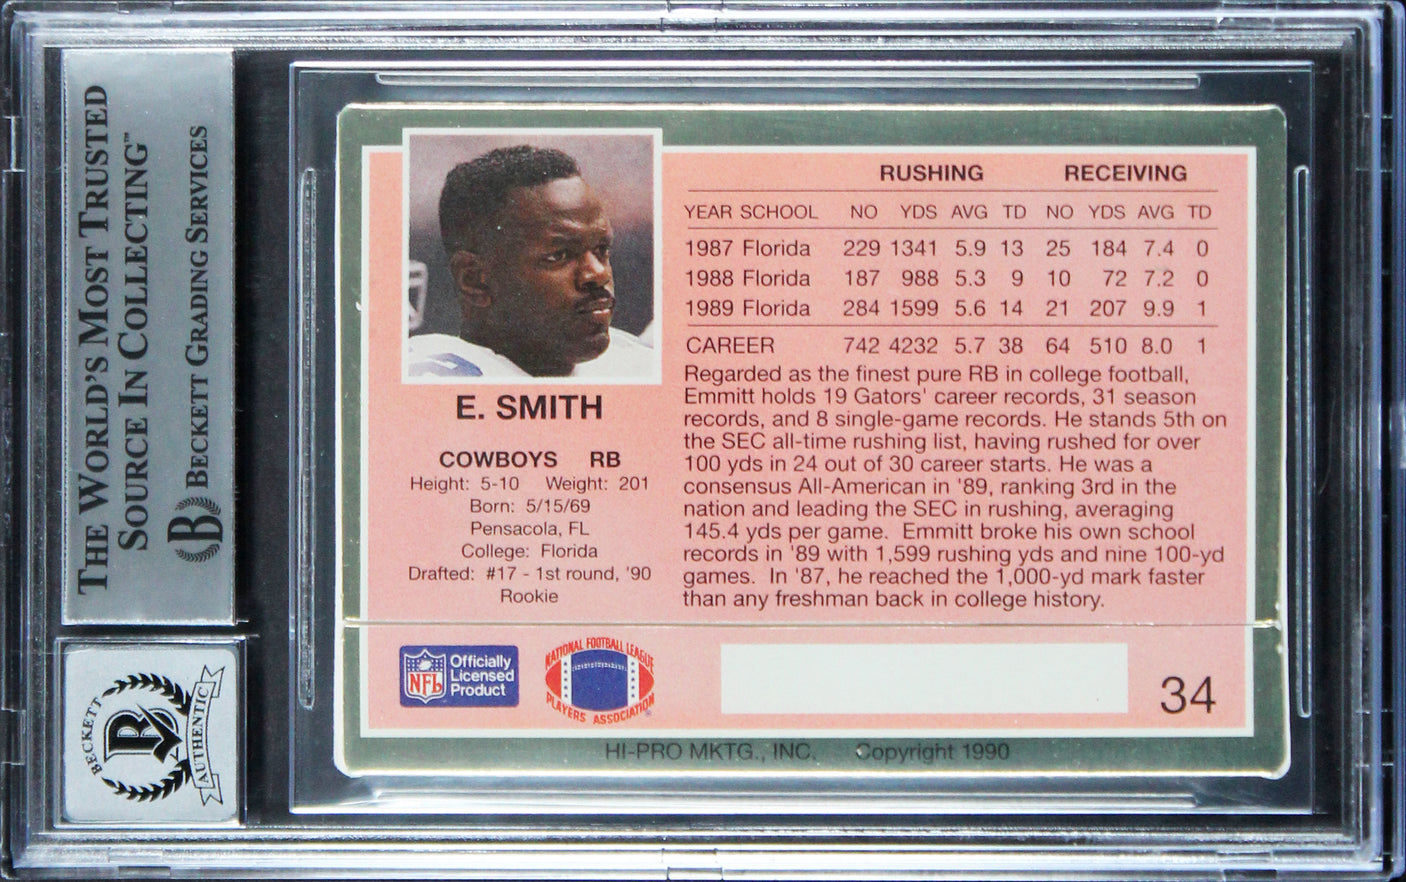 THE WORLD'S MOST TRUSTED
SOURCE IN COLLECTING™
BECKETT GRADING SERVICES
B
BECKETT
B
AUTHENTIC
E. SMITH
COWBOYS RB
Height: 5-10 Weight: 201
Born: 5/15/69
Pensacola, FL
College: Florida
Drafted: #17 - 1st round, '90
Rookie
RUSHING RECEIVING
YEAR SCHOOL NO YDS AVG TD NO YDS AVG TD
1987 Florida 229 1341 5.9 13 25 184 7.4 0
1988 Florida 187 988 5.3 9 10 72 7.2 0
1989 Florida 284 1599 5.6 14 21 207 9.9 1
CAREER 742 4232 5.7 38 64 510 8.0 1
Regarded as the finest pure RB in college football,
Emmitt holds 19 Gators' career records, 31 season
records, and 8 single-game records. He stands 5th on
the SEC all-time rushing list, having rushed for over
100 yds in 24 out of 30 career starts. He was a
consensus All-American in '89, ranking 3rd in the
nation and leading the SEC in rushing, averaging
145.4 yds per game. Emmitt broke his own school
records in '89 with 1,599 rushing yds and nine 100-yd
games. In '87, he reached the 1,000-yd mark faster
than any freshman back in college history.
NFL
Officially
Licensed
Product
NATIONAL FOOTBALL LEAGUE
PLAYERS ASSOCIATION®
34
HI-PRO MKTG., INC. Copyright 1990